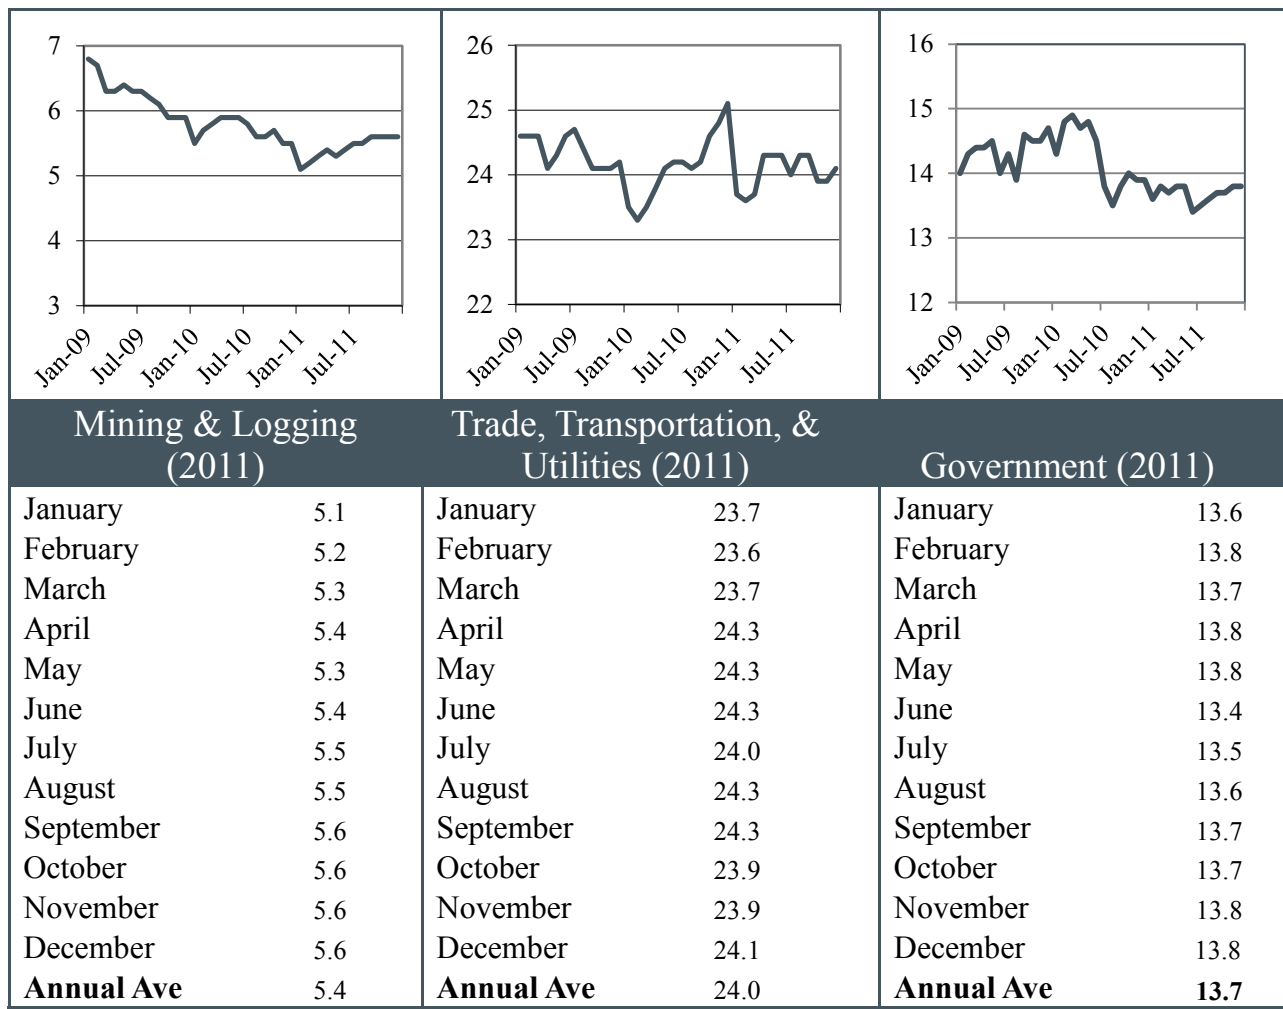 7
6
5
4
3
Jan-09
Jul-09
Jan-10
Jul-10
Jan-11
Jul-11
26
25
24
23
22
Jan-09
Jul-09
Jan-10
Jul-10
Jan-11
Jul-11
16
15
14
13
12
Jan-09
Jul-09
Jan-10
Jul-10
Jan-11
Jul-11
Mining & Logging
(2011)
Trade, Transportation, &
Utilities (2011)
Government (2011)
January 5.1 January 23.7 January 13.6
February 5.2 February 23.6 February 13.8
March 5.3 March 23.7 March 13.7
April 5.4 April 24.3 April 13.8
May 5.3 May 24.3 May 13.8
June 5.4 June 24.3 June 13.4
July 5.5 July 24.0 July 13.5
August 5.5 August 24.3 August 13.6
September 5.6 September 24.3 September 13.7
October 5.6 October 23.9 October 13.7
November 5.6 November 23.9 November 13.8
December 5.6 December 24.1 December 13.8
Annual Ave 5.4 Annual Ave 24.0 Annual Ave 13.7